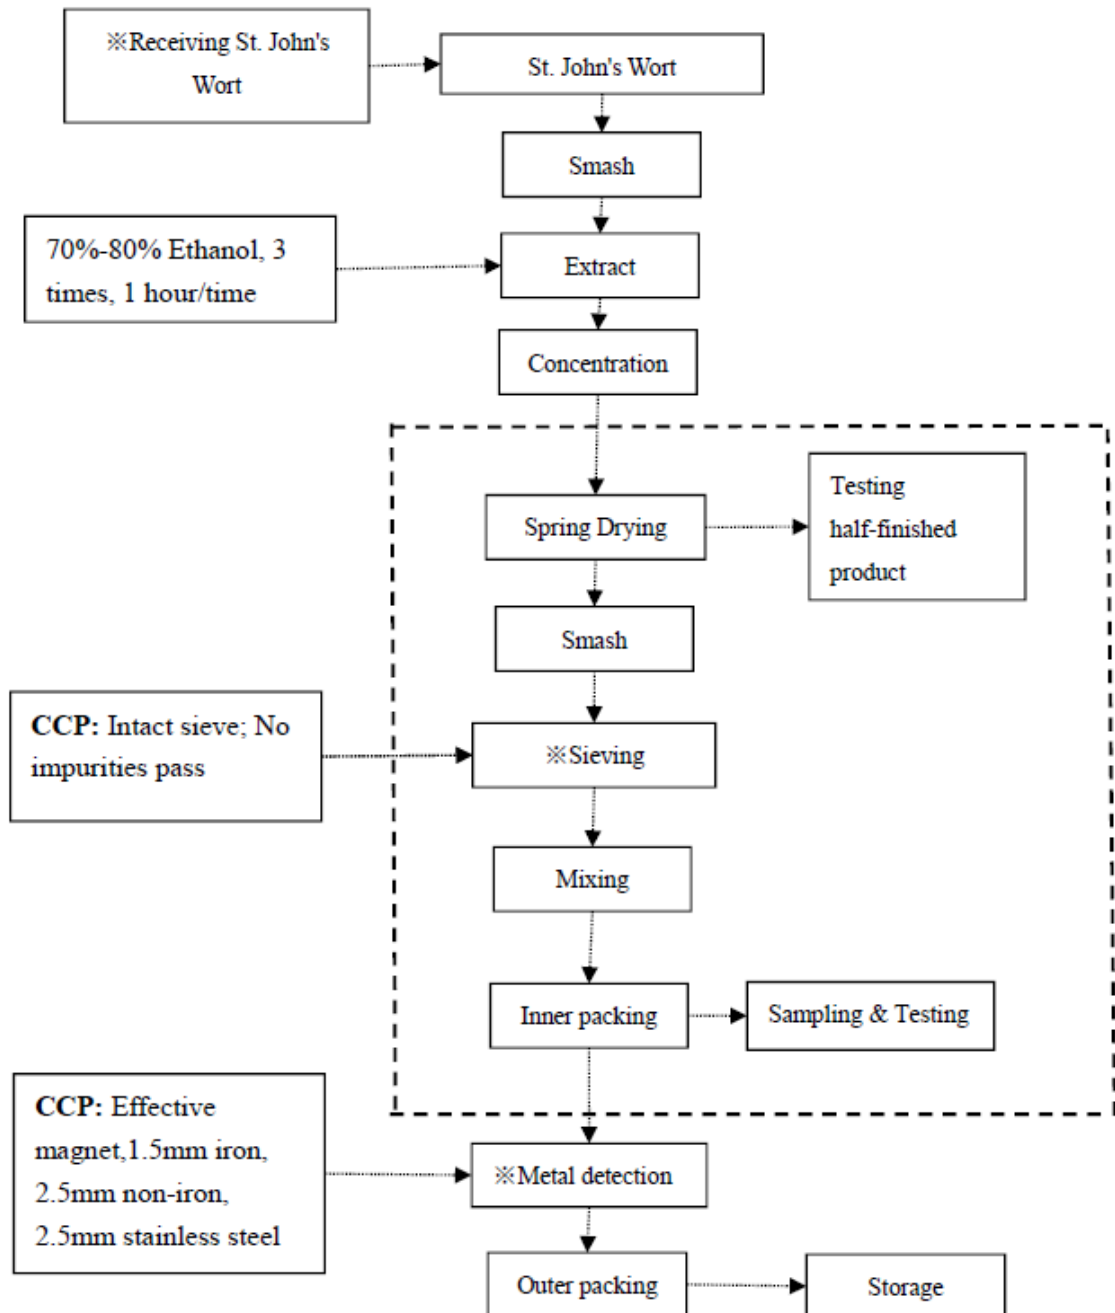 ※Receiving St. John's
Wort
St. John's Wort
Smash
70%-80% Ethanol, 3
times, 1 hour/time
Extract
Concentration
Spring Drying
Testing
half-finished
product
Smash
CCP: Intact sieve; No
impurities pass
※Sieving
Mixing
Inner packing
Sampling & Testing
CCP: Effective
magnet,1.5mm iron,
2.5mm non-iron,
2.5mm stainless steel
※Metal detection
Outer packing
Storage